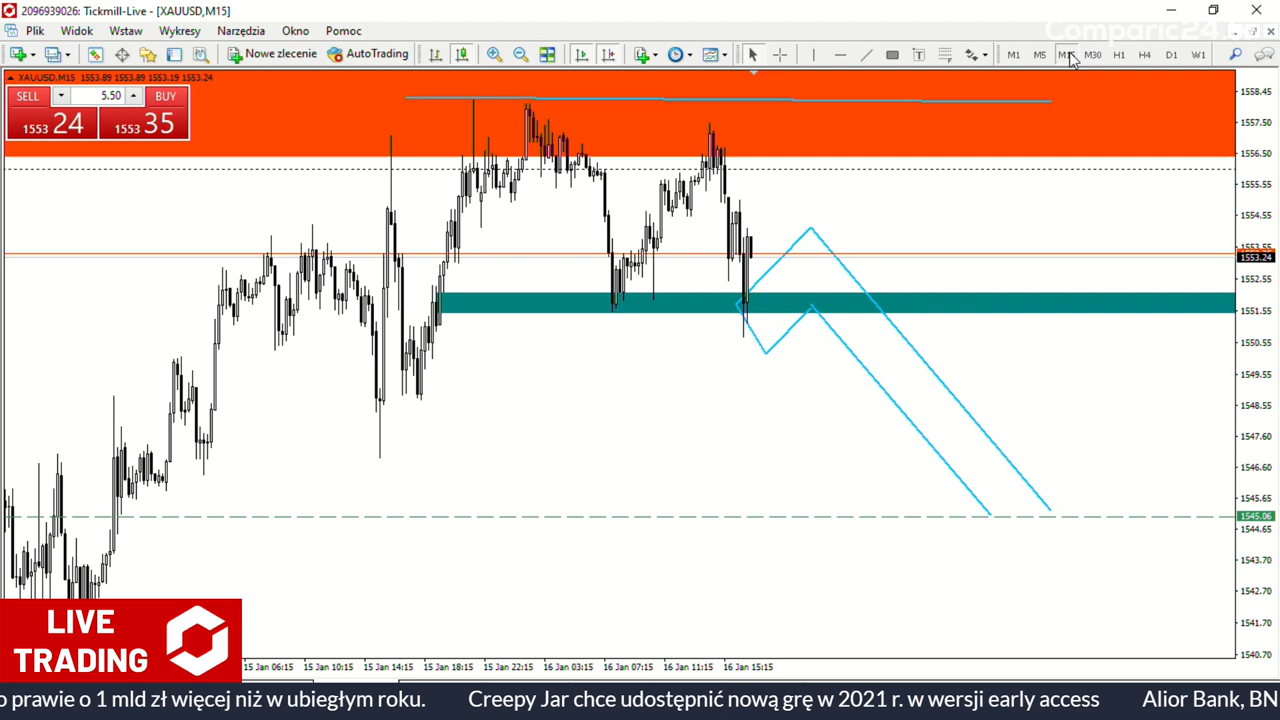 2096939026: Tickmill-Live - [XAUUSD,M15]
Comparic24
Plik Widok Wstaw Wykresy Narzędzia Okno Pomoc
Nowe zlecenie AutoTrading M1 M5 M15 M30 H1 H4 D1 W1
XAUUSD.M15 1553.89 1553.89 1553.19 1553.24
SELL 5.50 BUY
1553 24 1553 35
1558.45
1557.50
1556.50
1555.55
1554.55
1553.55
1553.24
1552.55
1551.55
1550.55
1549.55
1548.55
1547.60
1546.60
1545.65
1545.06
1544.65
1543.70
1542.70
1541.70
1540.70
15 Jan 06:15 15 Jan 10:15 15 Jan 14:15 15 Jan 18:15 15 Jan 22:15 16 Jan 03:15 16 Jan 07:15 16 Jan 11:15 16 Jan 15:15
LIVE
TRADING
o prawie o 1 mld zł więcej niż w ubiegłym roku. Creepy Jar chce udostępnić nową grę w 2021 r. w wersji early access Alior Bank, BN